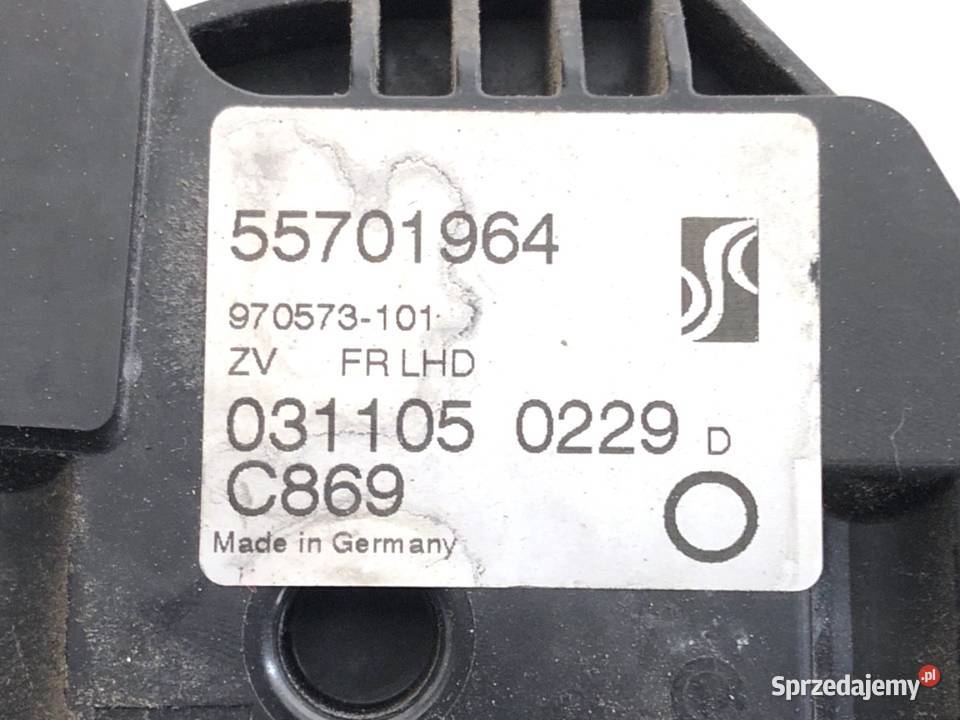 55701964
970573-101
ZV FR LHD
031105 0229 D
C869
Made in Germany
Sprzedajemy.pl